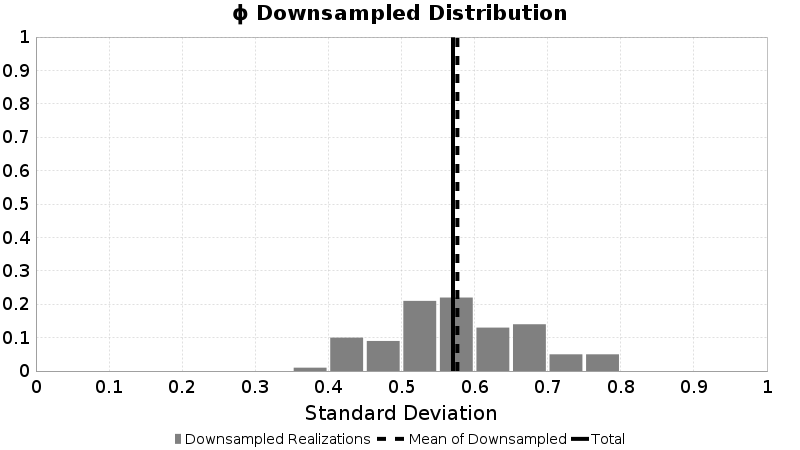 ϕ Downsampled Distribution
1
0.9
0.8
0.7
0.6
0.5
0.4
0.3
0.2
0.1
0
0 0.1 0.2 0.3 0.4 0.5 0.6 0.7 0.8 0.9 1
Standard Deviation
Downsampled Realizations Mean of Downsampled Total